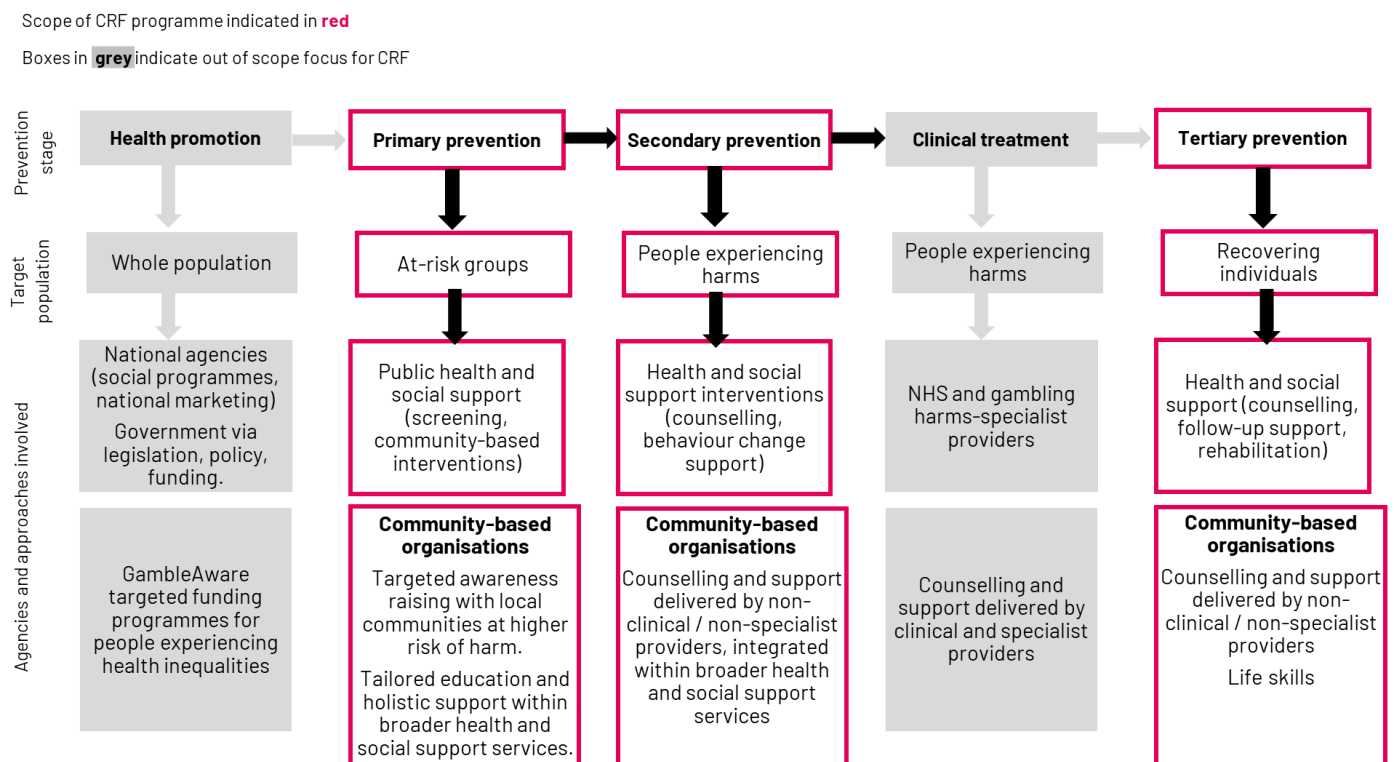 Scope of CRF programme indicated in red
Boxes in grey indicate out of scope focus for CRF
Prevention
stage
Health promotion
Primary prevention
Secondary prevention
Clinical treatment
Tertiary prevention
Target
population
Whole population
At-risk groups
People experiencing
harms
People experiencing
harms
Recovering
individuals
Agencies and approaches involved
National agencies
(social programmes,
national marketing)
Government via
legislation, policy,
funding.
Public health and
social support
(screening,
community-based
interventions)
Health and social
support interventions
(counselling,
behaviour change
support)
NHS and gambling
harms-specialist
providers
Health and social
support (counselling,
follow-up support,
rehabilitation)
GambleAware
targeted funding
programmes for
people experiencing
health inequalities
Community-based
organisations
Targeted awareness
raising with local
communities at higher
risk of harm.
Tailored education and
holistic support within
broader health and
social support services.
Community-based
organisations
Counselling and support
delivered by non-
clinical / non-specialist
providers, integrated
within broader health
and social support
services
Counselling and
support delivered by
clinical and specialist
providers
Community-based
organisations
Counselling and support
delivered by non-
clinical / non-specialist
providers
Life skills